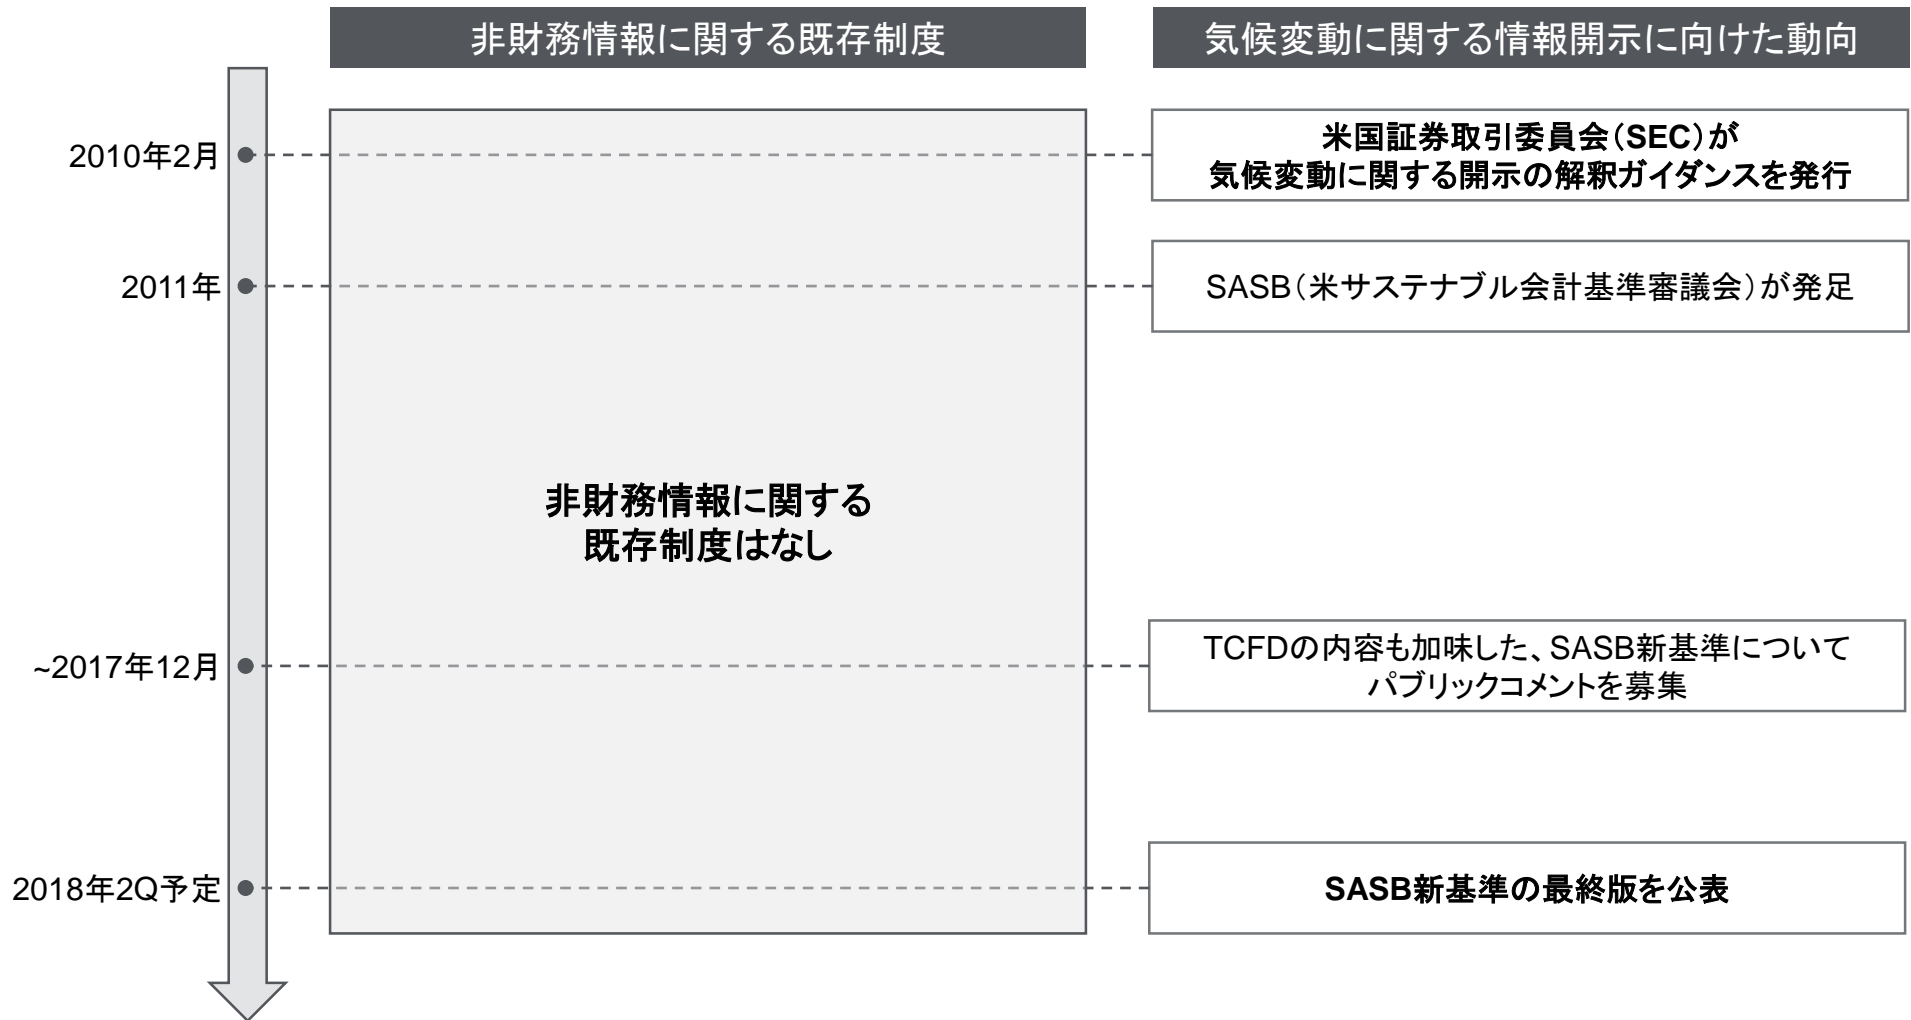 非財務情報に関する既存制度
気候変動に関する情報開示に向けた動向
2010年2月
米国証券取引委員会（SEC）が
気候変動に関する開示の解釈ガイダンスを発行
2011年
SASB（米サステナブル会計基準審議会）が発足
非財務情報に関する
既存制度はなし
~2017年12月
TCFDの内容も加味した、SASB新基準について
パブリックコメントを募集
2018年2Q予定
SASB新基準の最終版を公表